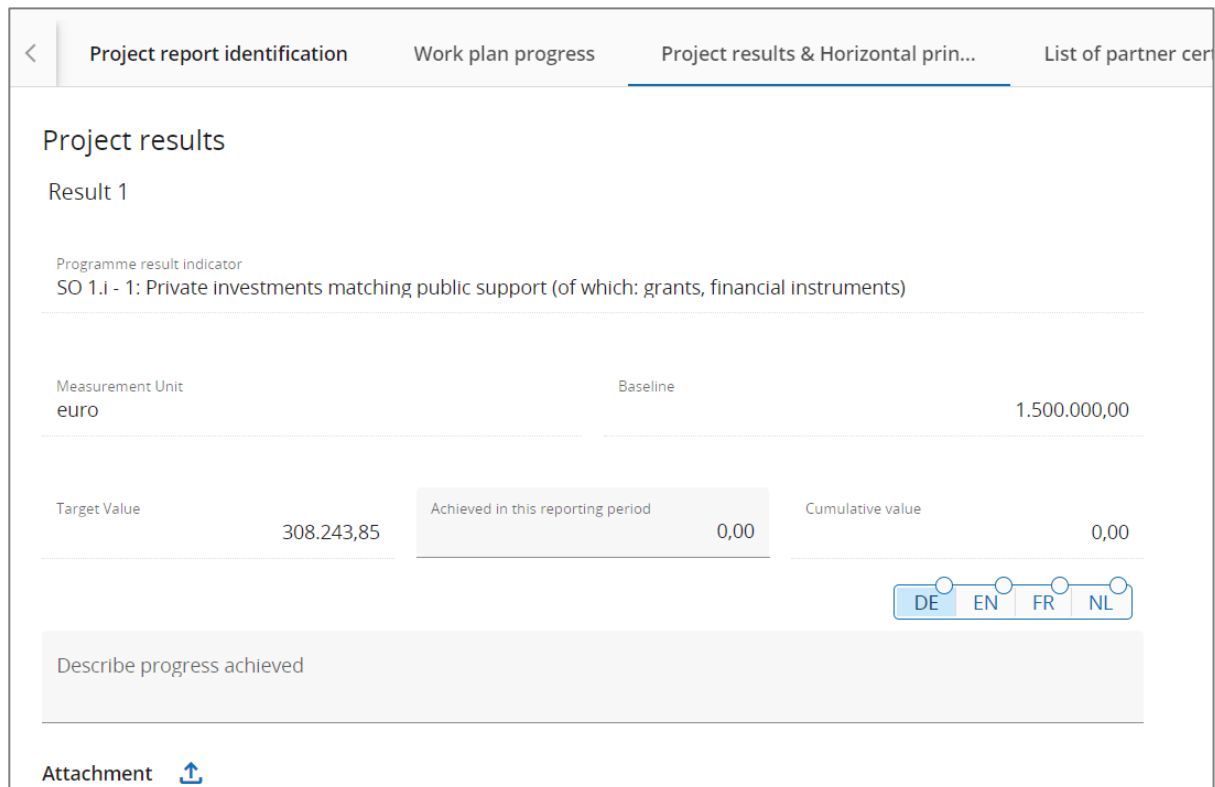 Project report identification Work plan progress Project results & Horizontal prin... List of partner cer
Project results
Result 1
Programme result indicator
SO 1.i - 1: Private investments matching public support (of which: grants, financial instruments)
Measurement Unit Baseline
euro 1.500.000,00
Target Value Achieved in this reporting period Cumulative value
308.243,85 0,00 0,00
DE EN FR NL
Describe progress achieved
Attachment